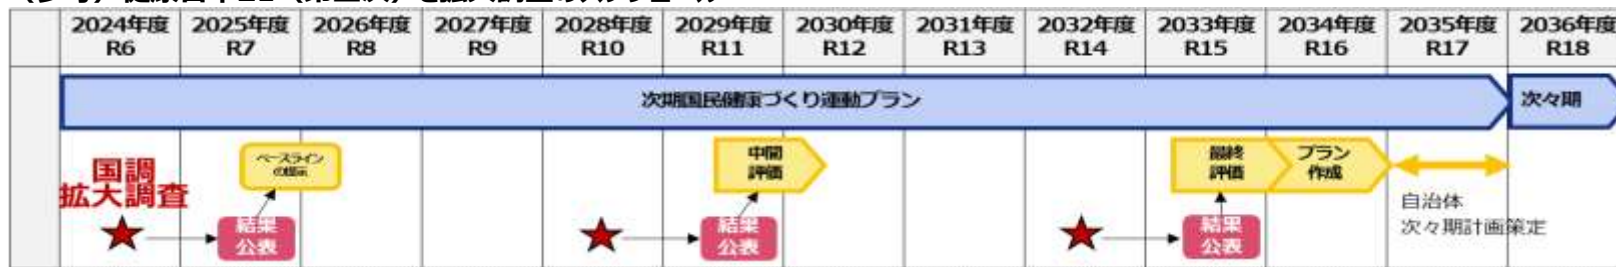 2024年度 2025年度 2026年度 2027年度 2028年度 2029年度 2030年度 2031年度 2032年度 2033年度 2034年度 2035年度 2036年度
R6 R7 R8 R9 R10 R11 R12 R13 R14 R15 R16 R17 R18
次期国民健康づくり運動プラン 次々期
国調
拡大調査
ベースライン
の提示
中間
評価
最終
評価
プラン
作成
結果
公表
結果
公表
結果
公表
自治体
次々期計画策定